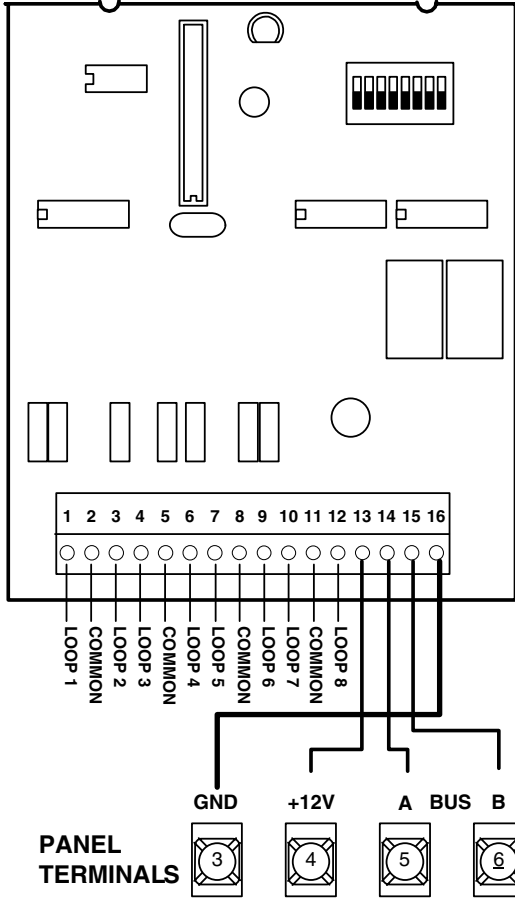 1 2 3 4 5 6 7 8 9 10 11 12 13 14 15 16
LOOP 1
COMMON
LOOP 2
LOOP 3
COMMON
LOOP 4
LOOP 5
COMMON
LOOP 6
LOOP 7
COMMON
LOOP 8
GND +12V A BUS B
PANEL
TERMINALS
3 4 5 6